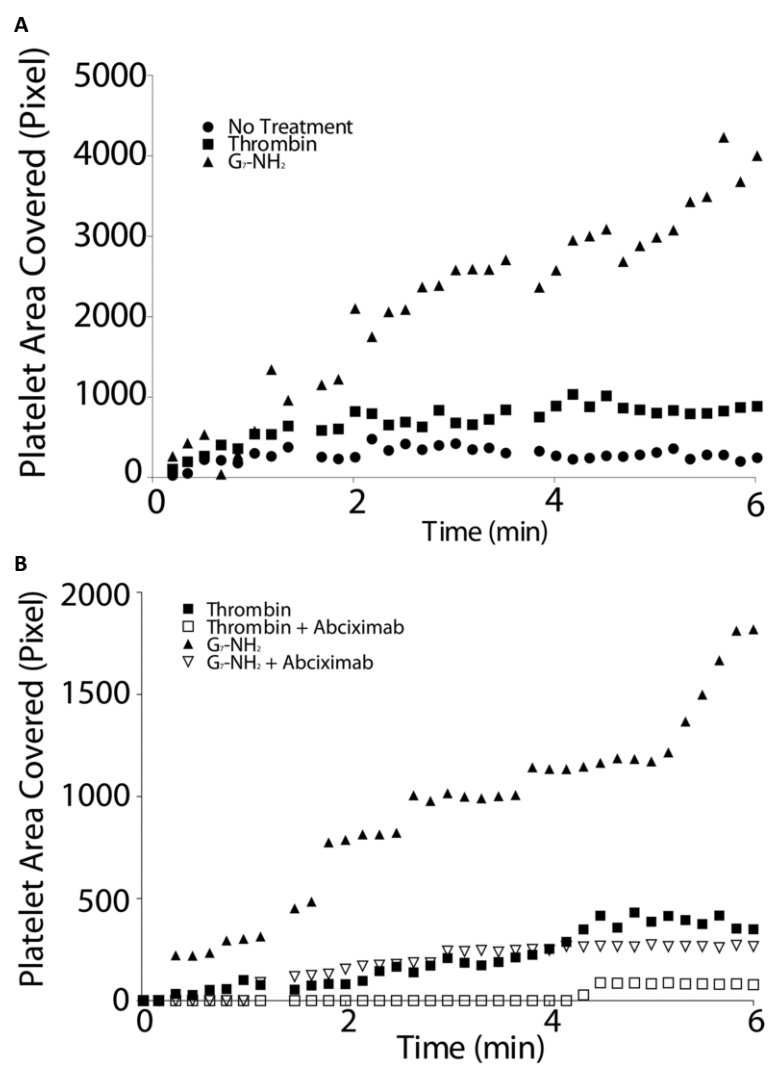 A
Platelet Area Covered (Pixel)
5000
4000
3000
2000
1000
0
No Treatment
Thrombin
G₇-NH₂
0 2 4 6
Time (min)
B
Platelet Area Covered (Pixel)
2000
1500
1000
500
0
Thrombin
Thrombin + Abciximab
G₇-NH₂
G₇-NH₂ + Abciximab
0 2 4 6
Time (min)